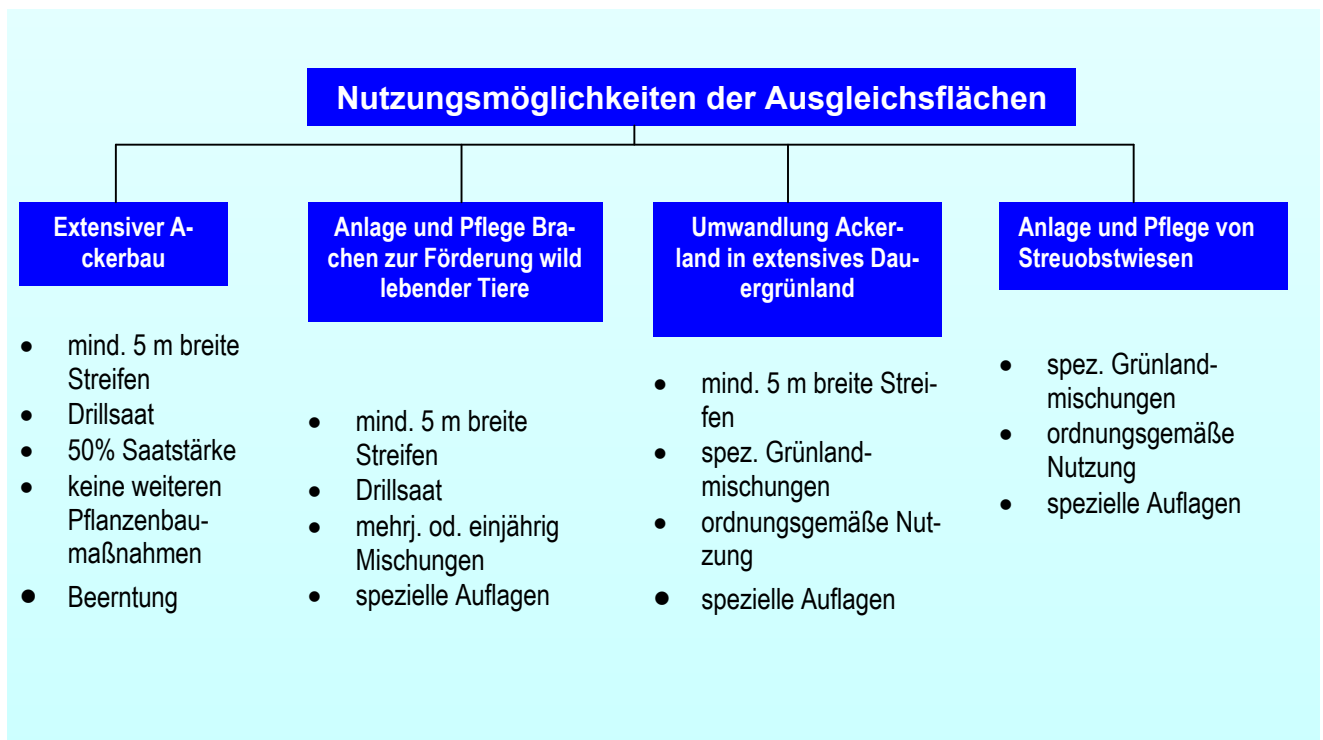 Nutzungsmöglichkeiten der Ausgleichsflächen
Extensiver A-
ckerbau
• mind. 5 m breite
Streifen
• Drillsaat
• 50% Saatstärke
• keine weiteren
Pflanzenbau-
maßnahmen
• Beerntung
Anlage und Pflege Bra-
chen zur Förderung wild
lebender Tiere
• mind. 5 m breite
Streifen
• Drillsaat
• mehrj. od. einjährig
Mischungen
• spezielle Auflagen
Umwandlung Acker-
land in extensives Dau-
ergrünland
• mind. 5 m breite Strei-
fen
• spez. Grünland-
mischungen
• ordnungsgemäße Nut-
zung
• spezielle Auflagen
Anlage und Pflege von
Streuobstwiesen
• spez. Grünland-
mischungen
• ordnungsgemäße
Nutzung
• spezielle Auflagen